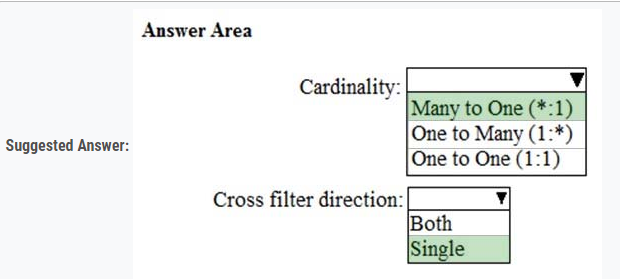 Answer Area
Cardinality:
Many to One (*:1)
One to Many (1:*)
One to One (1:1)
Suggested Answer:
Cross filter direction:
Both
Single